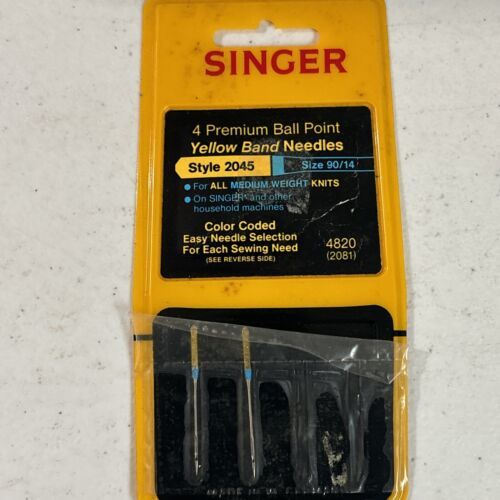 SINGER
4 Premium Ball Point
Yellow Band Needles
Style 2045 Size 90/14
• For ALL MEDIUM WEIGHT KNITS
• On SINGER* and other
household machines
Color Coded
Easy Needle Selection
For Each Sewing Need
(SEE REVERSE SIDE)
4820
(2081)
MADE IN